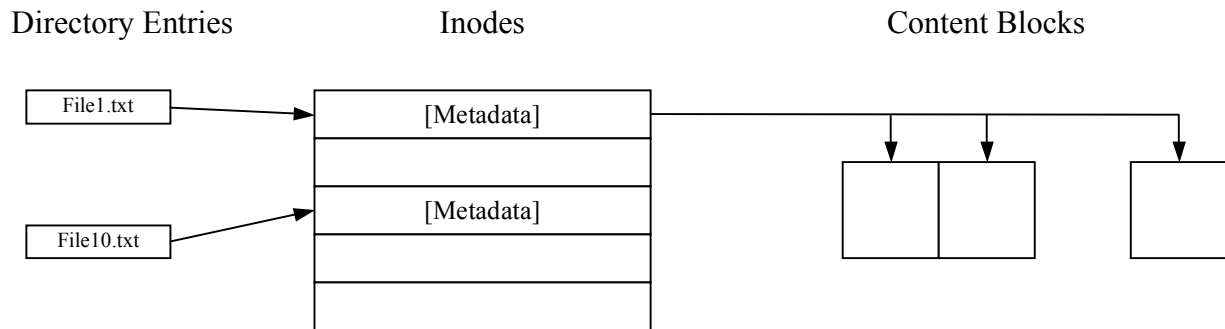 Directory Entries
Inodes
Content Blocks
File1.txt
[Metadata]
[Metadata]
File10.txt